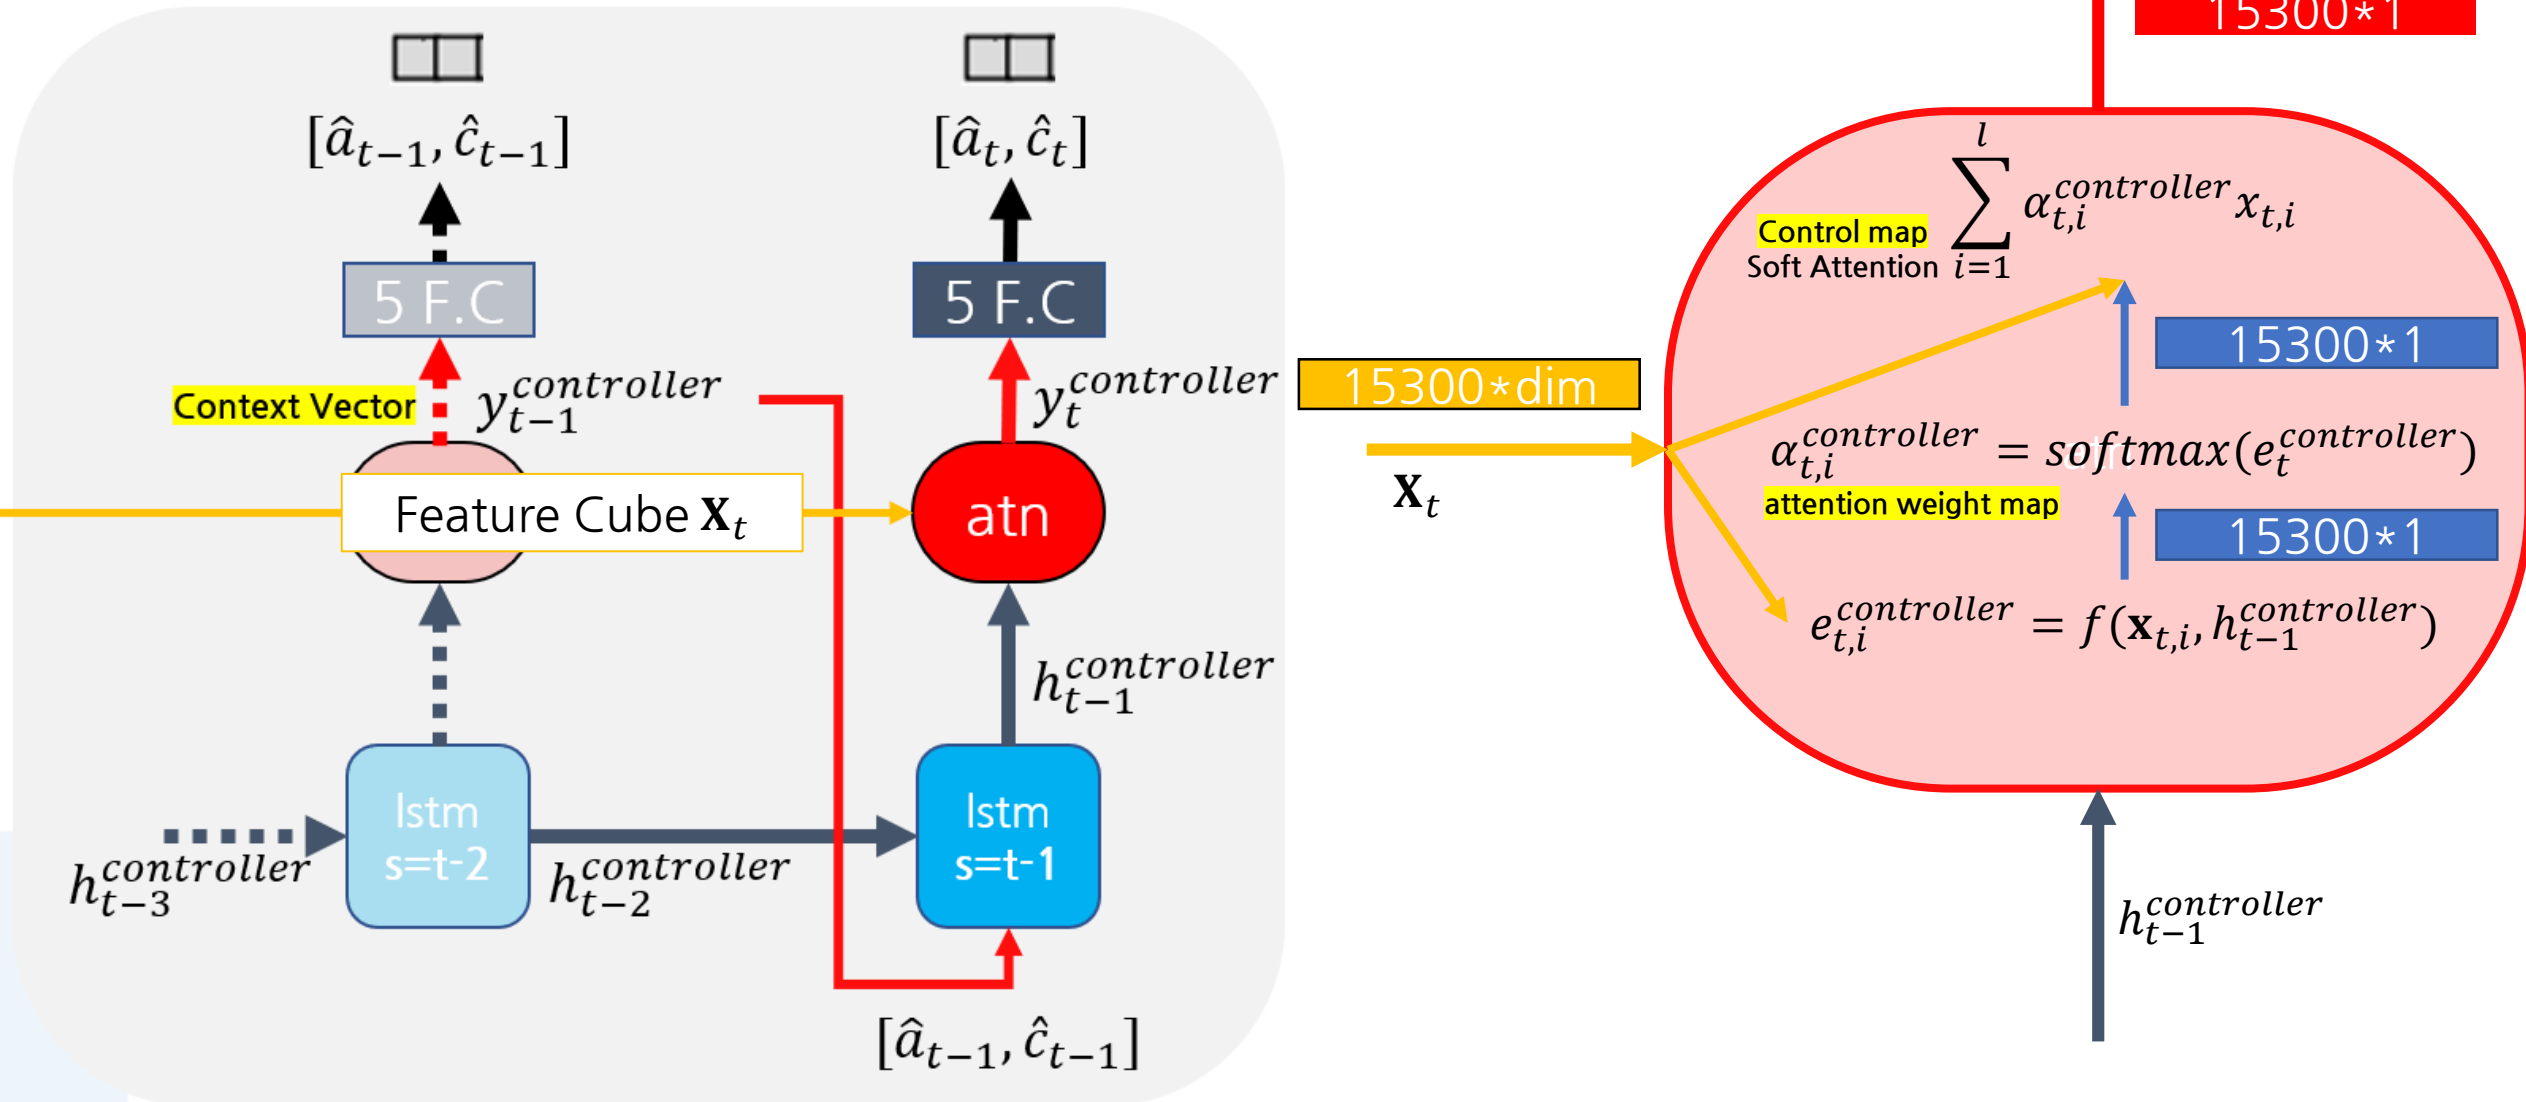 [â_{t−1}, ĉ_{t−1}]
[â_t, ĉ_t]
5 F.C
5 F.C
Context Vector
y_{t−1}^{controller}
y_t^{controller}
Feature Cube X_t
atn
h_{t−1}^{controller}
lstm
s=t-2
lstm
s=t-1
h_{t−3}^{controller}
h_{t−2}^{controller}
[â_{t−1}, ĉ_{t−1}]
15300*1
∑_{i=1}^{l} α_{t,i}^{controller} x_{t,i}
Control map
Soft Attention
15300*1
15300*dim
X_t
α_{t,i}^{controller} = softmax(e_t^{controller})
attention weight map
15300*1
e_{t,i}^{controller} = f(x_{t,i}, h_{t−1}^{controller})
h_{t−1}^{controller}